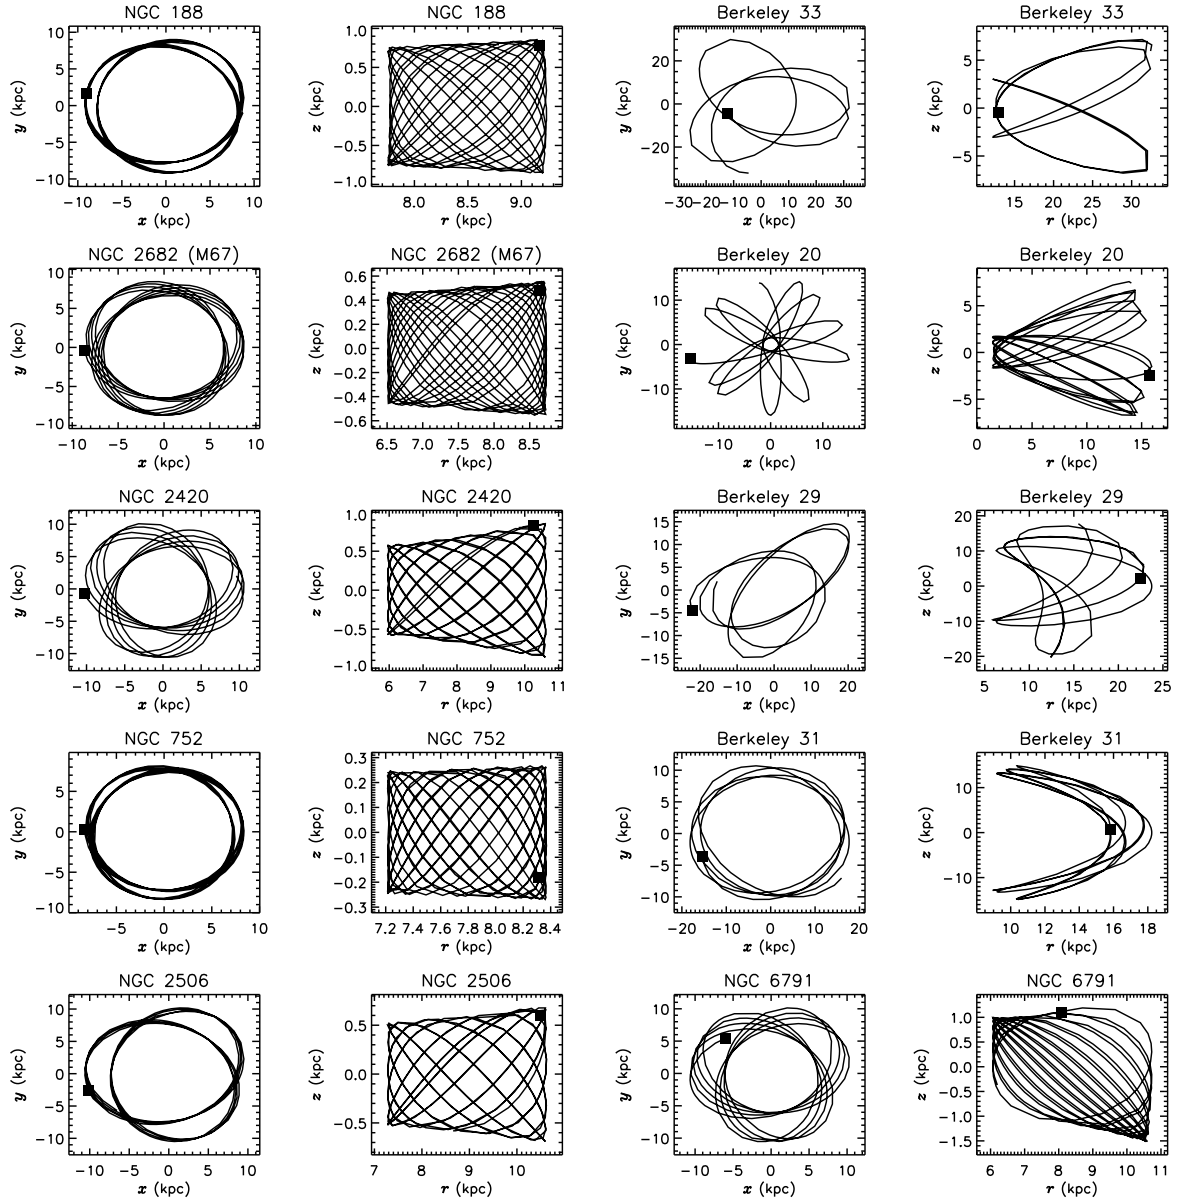 NGC 188 NGC 188 Berkeley 33 Berkeley 33
10 1.0 20 5
5 0.5 0 0
0 0.0 −20 −5
−5 −0.5
−10 −1.0
y (kpc) z (kpc) y (kpc) z (kpc)
−10 −5 0 5 10 8.0 8.5 9.0 −30−20−10 0 10 20 30 15 20 25 30
x (kpc) r (kpc) x (kpc) r (kpc)
NGC 2682 (M67) NGC 2682 (M67) Berkeley 20 Berkeley 20
10 0.6 10 5
5 0.4 0 0
0 0.2 −10 −5
−5 0.0
−10 −0.2
−0.4
−0.6
y (kpc) z (kpc) y (kpc) z (kpc)
−10 −5 0 5 10 6.5 7.0 7.5 8.0 8.5 −10 0 10 0 5 10 15
x (kpc) r (kpc) x (kpc) r (kpc)
NGC 2420 NGC 2420 Berkeley 29 Berkeley 29
10 1.0 15 20
5 0.5 10 10
0 0.0 5 0
−5 −0.5 0 −10
−10 −1.0 −5 −20
−10
−15
y (kpc) z (kpc) y (kpc) z (kpc)
−10 −5 0 5 10 6 7 8 9 10 11 −20 −10 0 10 20 5 10 15 20 25
x (kpc) r (kpc) x (kpc) r (kpc)
NGC 752 NGC 752 Berkeley 31 Berkeley 31
5 0.3 10 10
0 0.2 5 0
−5 0.1 0 −10
−10 0.0 −5
−0.1 −10
−0.2
−0.3
y (kpc) z (kpc) y (kpc) z (kpc)
−5 0 5 10 7.2 7.4 7.6 7.8 8.0 8.2 8.4 −20 −10 0 10 20 10 12 14 16 18
x (kpc) r (kpc) x (kpc) r (kpc)
NGC 2506 NGC 2506 NGC 6791 NGC 6791
10 0.5 10 1.0
5 0.0 5 0.5
0 −0.5 0 0.0
−5 −5 −0.5
−10 −10 −1.0
−1.5
y (kpc) z (kpc) y (kpc) z (kpc)
−10 −5 0 5 10 7 8 9 10 −10 −5 0 5 10 6 7 8 9 10 11
x (kpc) r (kpc) x (kpc) r (kpc)